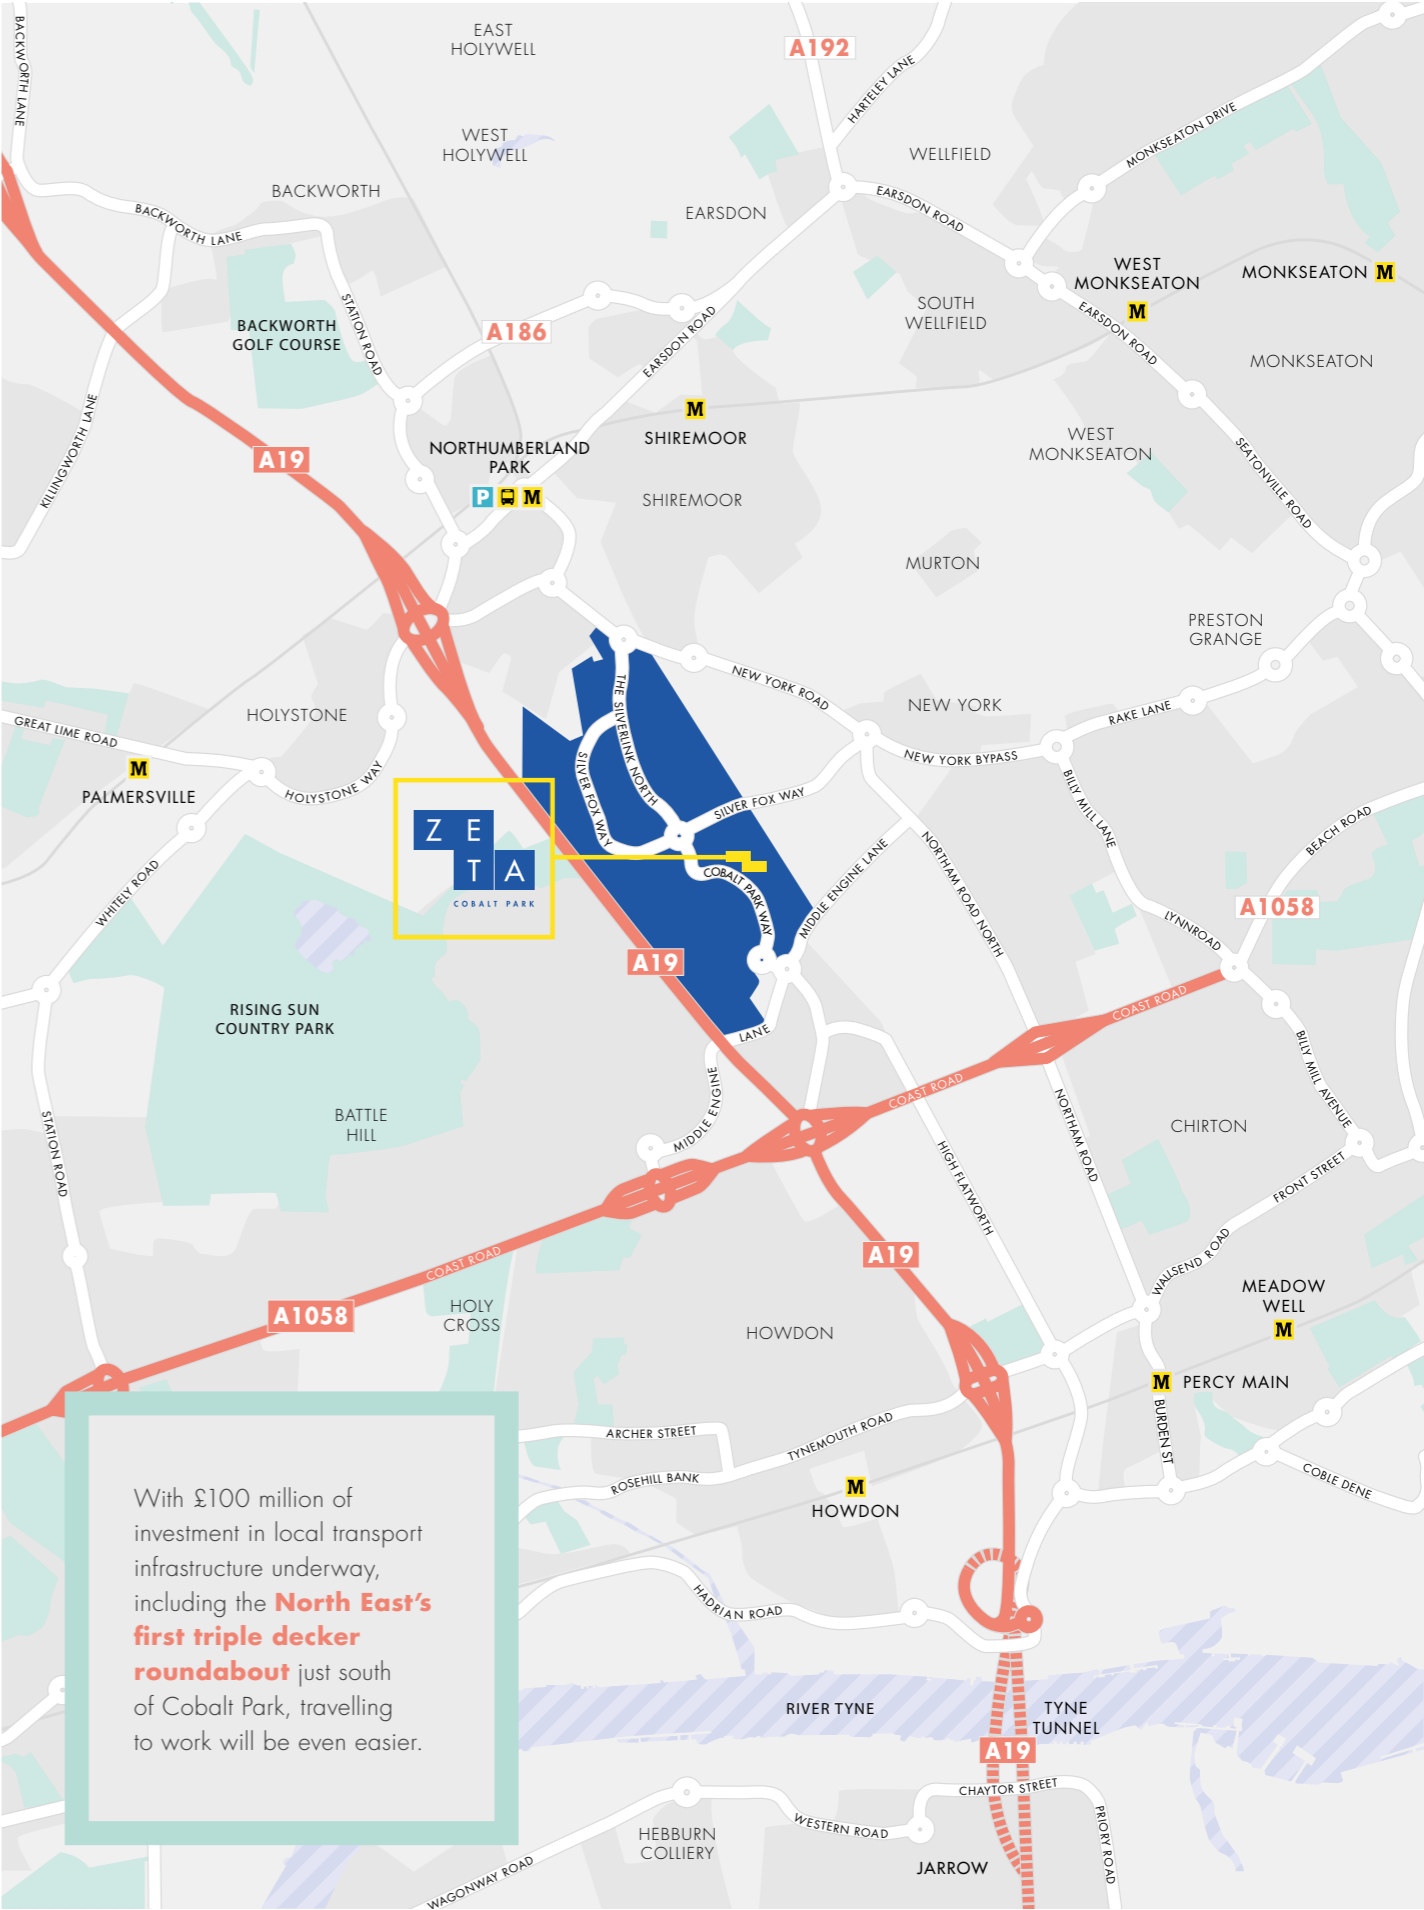 BACKWORTH LANE
EAST
HOLYWELL
A192
HARTELEY LANE
MONKSEATON DRIVE
WEST
HOLYWELL
WELLFIELD
BACKWORTH
EARSDON
EARSDON ROAD
BACKWORTH LANE
WEST
MONKSEATON
M
MONKSEATON M
STATION ROAD
BACKWORTH
GOLF COURSE
A186
EARSDON ROAD
SOUTH
WELLFIELD
EARSDON ROAD
MONKSEATON
KILLINGWORTH LANE
M
SHIREMOOR
A19
NORTHUMBERLAND
PARK
P M
SHIREMOOR
WEST
MONKSEATON
SEATONVILLE ROAD
MURTON
PRESTON
GRANGE
HOLYSTONE
THE SILVERLINK NORTH
NEW YORK ROAD
NEW YORK
RAKE LANE
GREAT LIME ROAD
M
PALMERSVILLE
HOLYSTONE WAY
SILVER FOX WAY
SILVER FOX WAY
NEW YORK BYPASS
BILLY MILL LANE
BEACH ROAD
Z E
T A
COBALT PARK
COBALT PARK WAY
MIDDLE ENGINE LANE
NORTHAM ROAD NORTH
WHITELY ROAD
A1058
LYNNROAD
A19
RISING SUN
COUNTRY PARK
COAST ROAD
LANE
MIDDLE ENGINE
BILLY MILL AVENUE
STATION ROAD
BATTLE
HILL
COAST ROAD
NORTHAM ROAD
CHIRTON
HIGH FLATWORTH
FRONT STREET
COAST ROAD
A19
WALLSEND ROAD
MEADOW
WELL
M
A1058
HOLY
CROSS
HOWDON
M PERCY MAIN
BURDEN ST
ARCHER STREET
TYNEMOUTH ROAD
ROSEHILL BANK
M
HOWDON
COBLE DENE
With £100 million of
investment in local transport
infrastructure underway,
including the North East’s
first triple decker
roundabout just south
of Cobalt Park, travelling
to work will be even easier.
HADRIAN ROAD
RIVER TYNE
TYNE
TUNNEL
A19
CHAYTOR STREET
WESTERN ROAD
PRIORY ROAD
HEBBURN
COLLIERY
JARROW
WAGONWAY ROAD